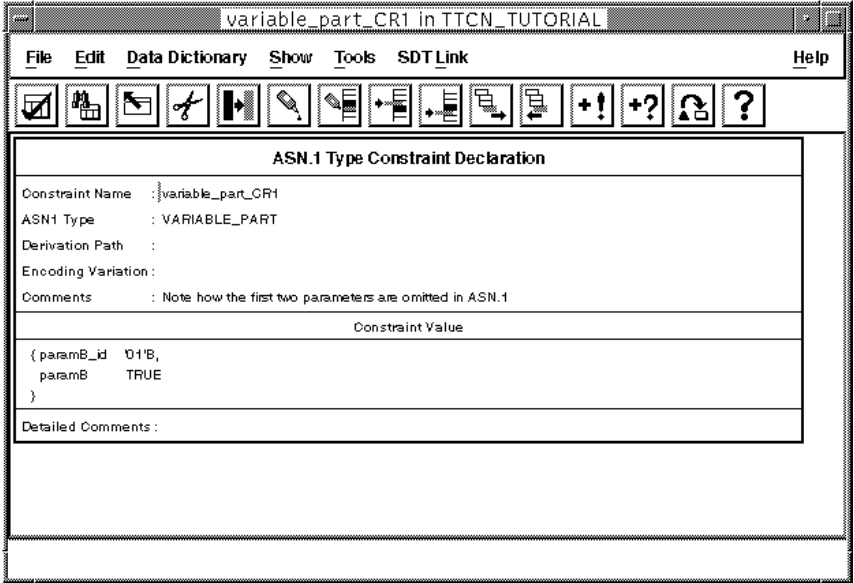 variable_part_CR1 in TTCN_TUTORIAL
File Edit Data Dictionary Show Tools SDT Link Help
+! +? ?
ASN.1 Type Constraint Declaration
Constraint Name : variable_part_CR1
ASN1 Type : VARIABLE_PART
Derivation Path :
Encoding Variation :
Comments : Note how the first two parameters are omitted in ASN.1
Constraint Value
{ paramB_id '01'B,
paramB TRUE
}
Detailed Comments :